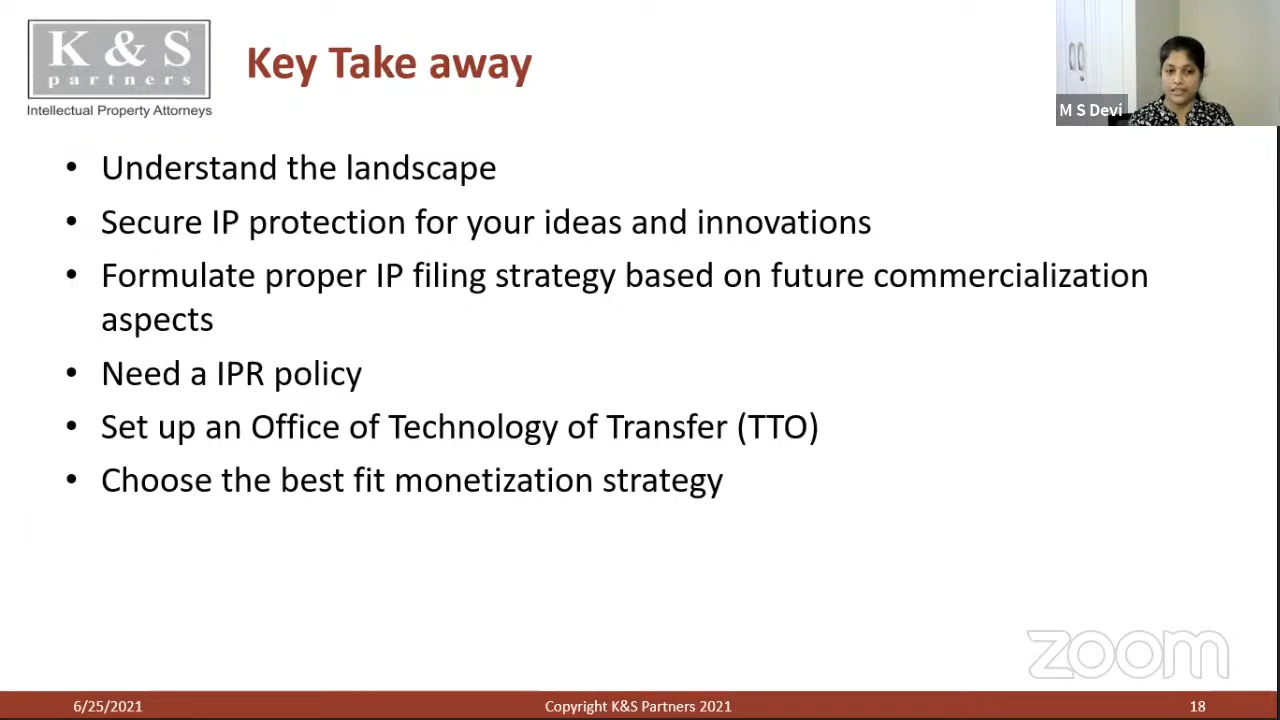 K & S
partners
Intellectual Property Attorneys
Key Take away
M S Devi
• Understand the landscape
• Secure IP protection for your ideas and innovations
• Formulate proper IP filing strategy based on future commercialization
aspects
• Need a IPR policy
• Set up an Office of Technology of Transfer (TTO)
• Choose the best fit monetization strategy
zoom
6/25/2021
Copyright K&S Partners 2021
18